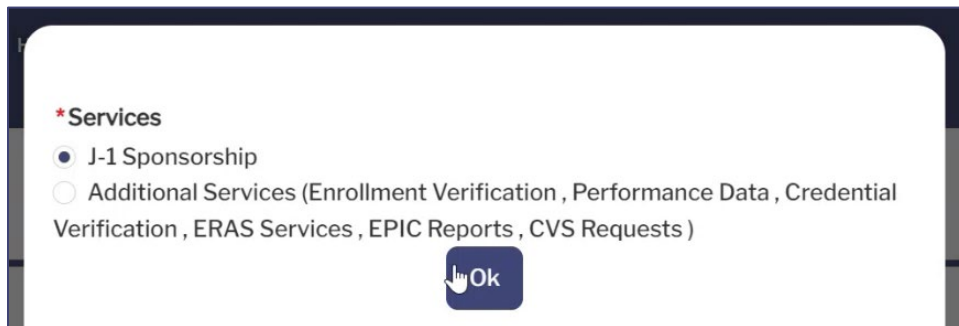 *Services
J-1 Sponsorship
Additional Services (Enrollment Verification , Performance Data , Credential
Verification , ERAS Services , EPIC Reports , CVS Requests )
Ok